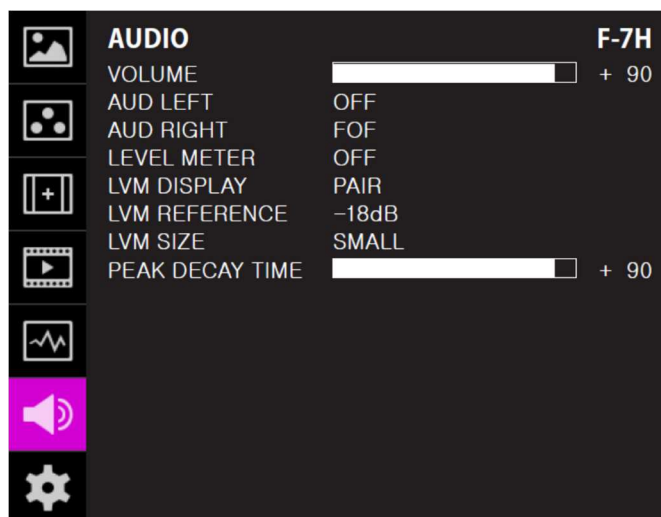 AUDIO F-7H
VOLUME + 90
AUD LEFT OFF
AUD RIGHT FOF
LEVEL METER OFF
LVM DISPLAY PAIR
LVM REFERENCE −18dB
LVM SIZE SMALL
PEAK DECAY TIME + 90